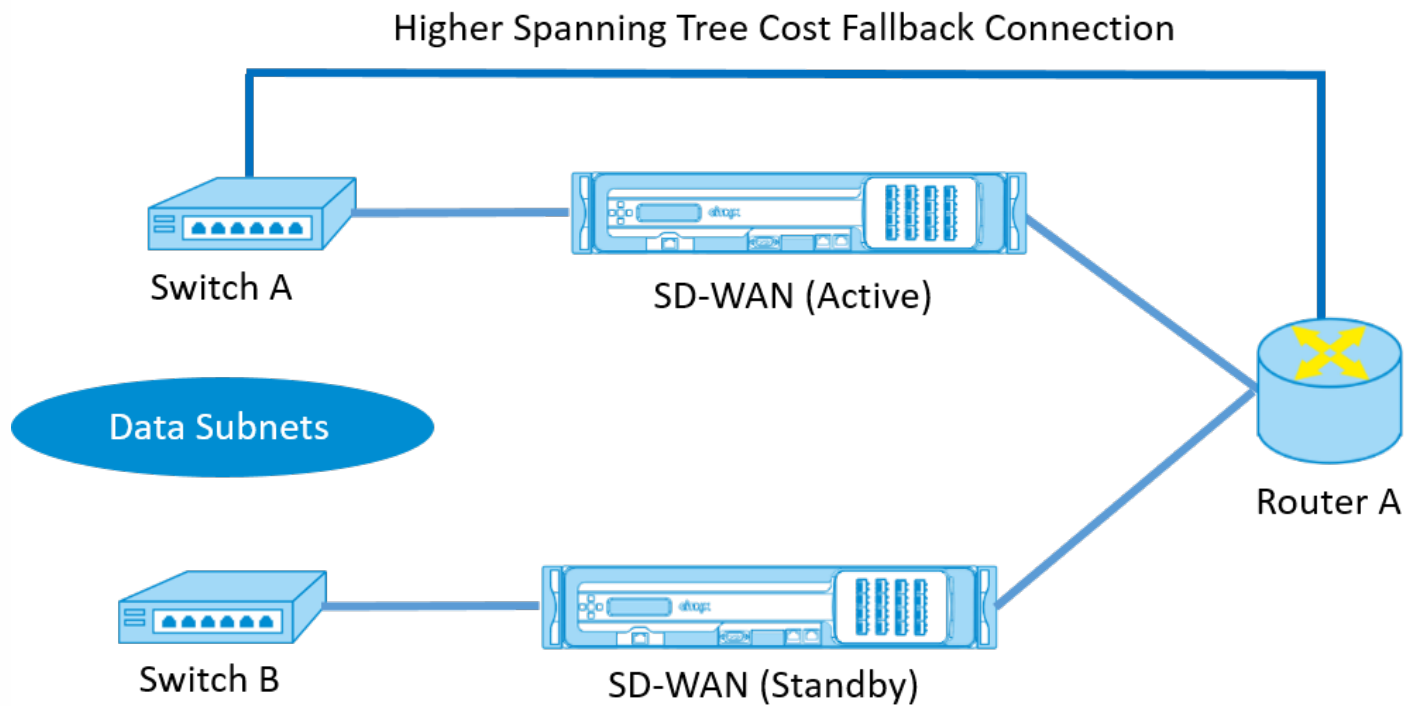 Higher Spanning Tree Cost Fallback Connection
Switch A
SD-WAN (Active)
Data Subnets
Router A
Switch B
SD-WAN (Standby)